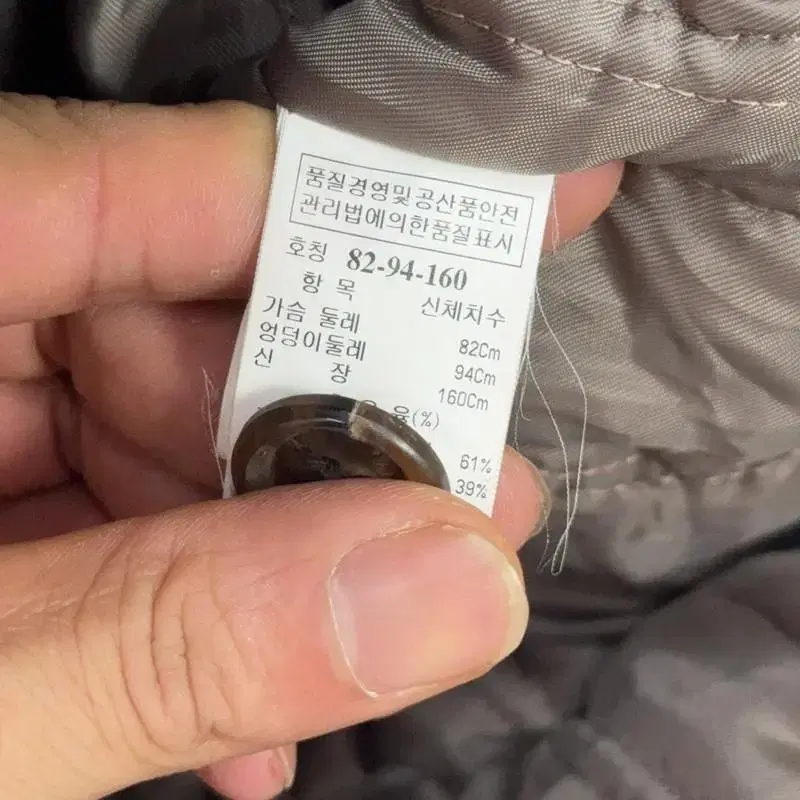 품질경영및공산품안전
관리법에의한품질표시
호칭 82-94-160
항 목 신체치수
가슴 둘레 82Cm
엉덩이둘레 94Cm
신 장 160Cm
율(%)
61%
39%